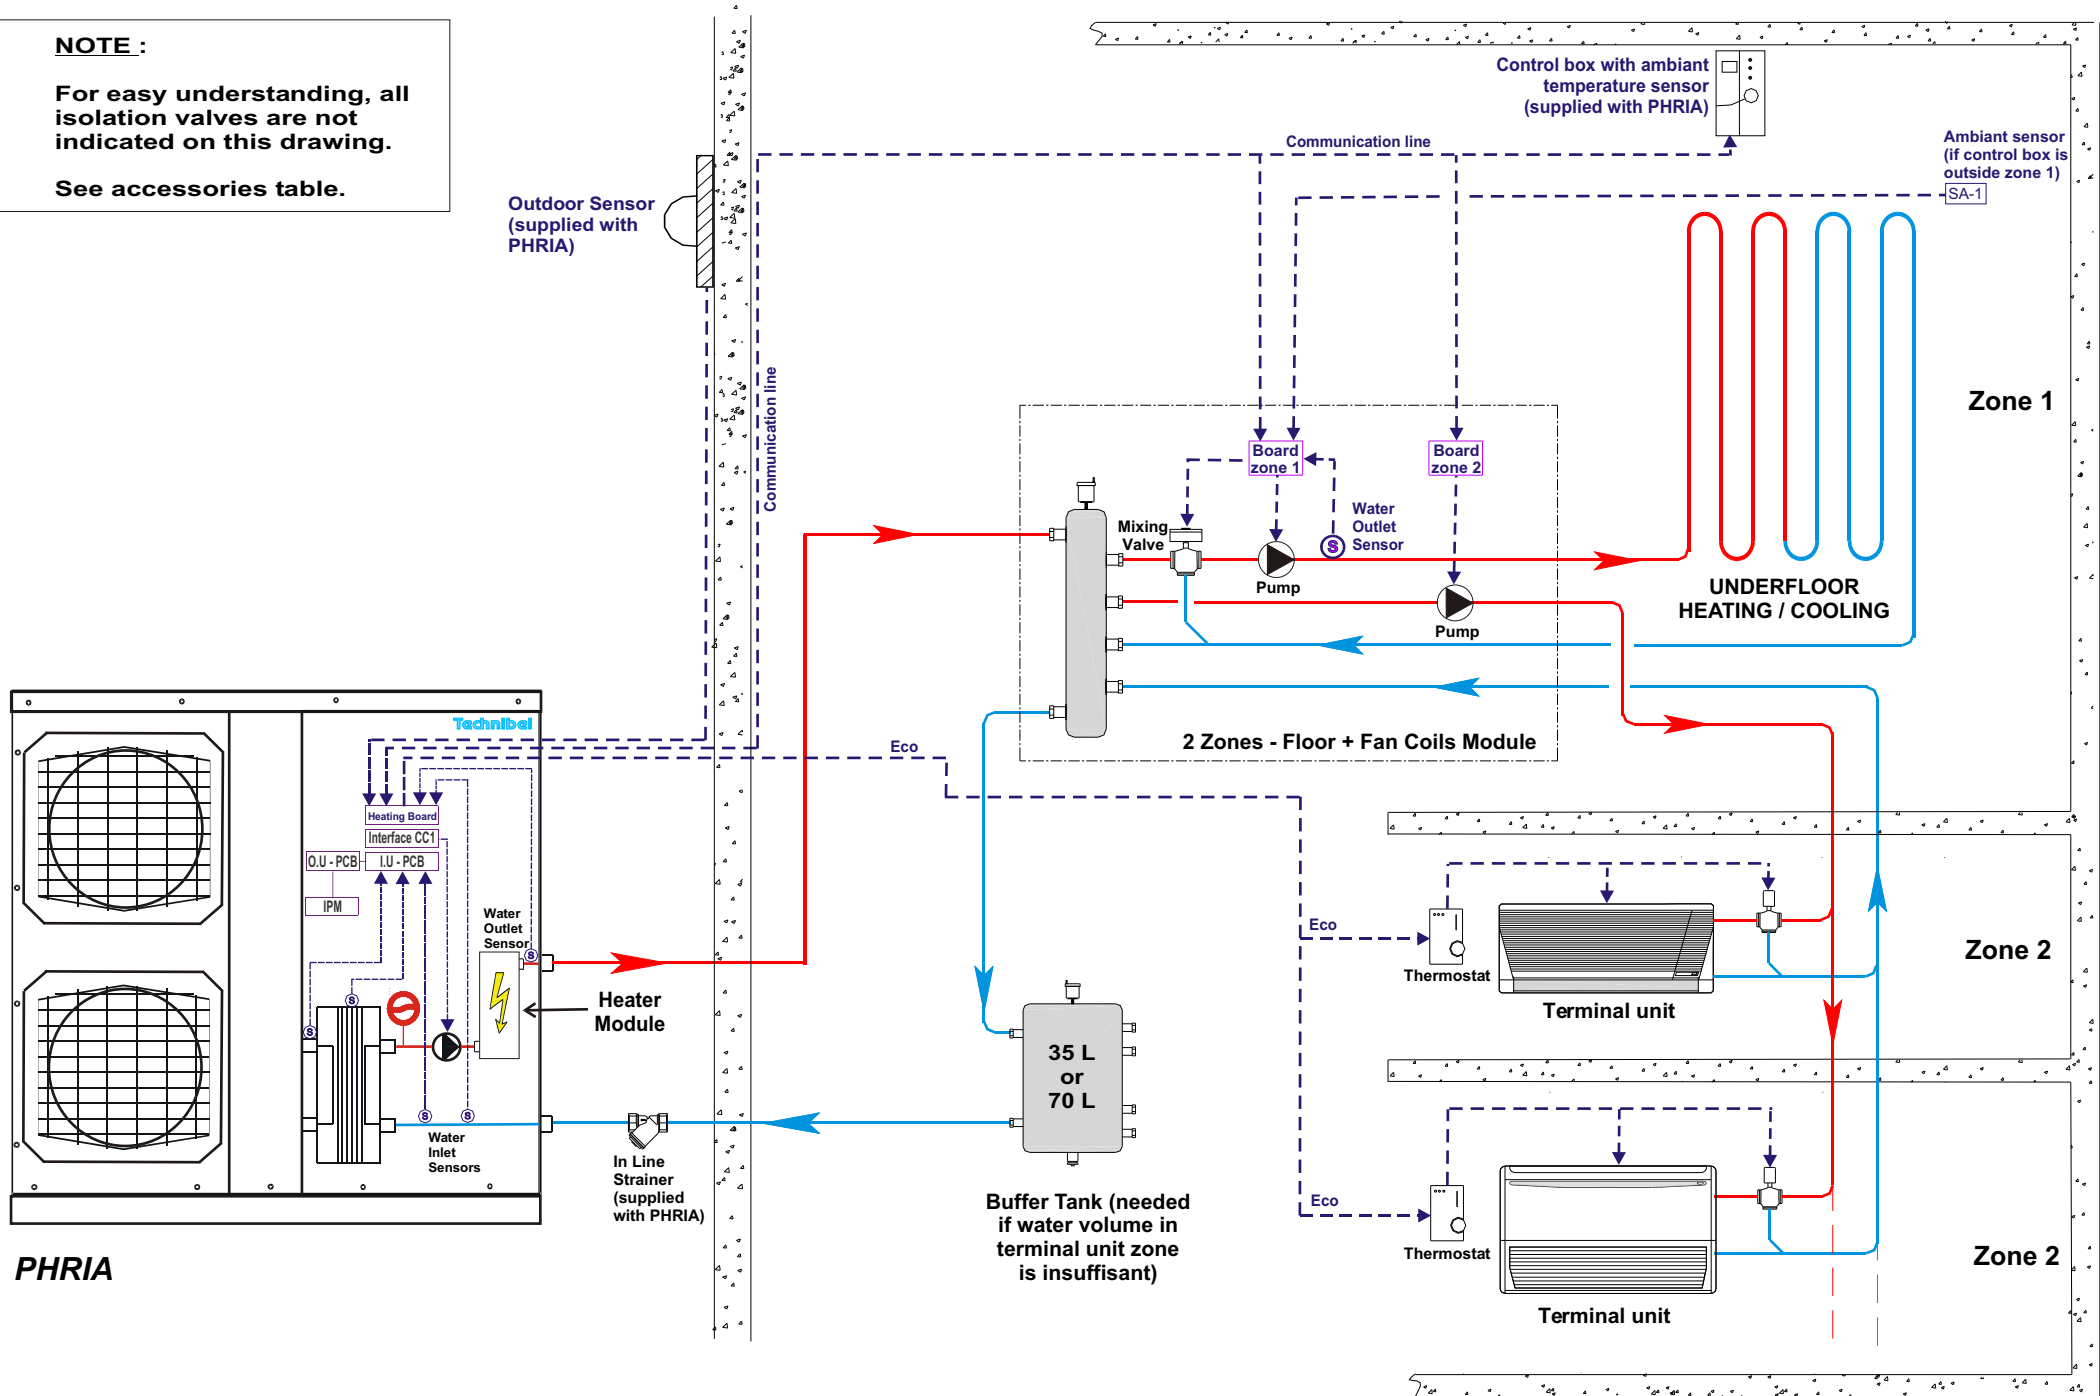 NOTE :
For easy understanding, all
isolation valves are not
indicated on this drawing.
See accessories table.
Outdoor Sensor
(supplied with
PHRIA)
Control box with ambiant
temperature sensor
(supplied with PHRIA)
Communication line
Ambiant sensor
(if control box is
outside zone 1)
SA-1
Communication line
Zone 1
Board
zone 1
Board
zone 2
Mixing
Valve
Water
Outlet
Sensor
S
Pump
Pump
UNDERFLOOR
HEATING / COOLING
2 Zones - Floor + Fan Coils Module
Technibel
Eco
Heating Board
Interface CC1
O.U - PCB
I.U - PCB
IPM
Water
Outlet
Sensor
S
S
S
Heater
Module
S
S
Water
Inlet
Sensors
In Line
Strainer
(supplied
with PHRIA)
35 L
or
70 L
Buffer Tank (needed
if water volume in
terminal unit zone
is insuffisant)
Eco
Thermostat
Terminal unit
Zone 2
Eco
Thermostat
Terminal unit
Zone 2
PHRIA